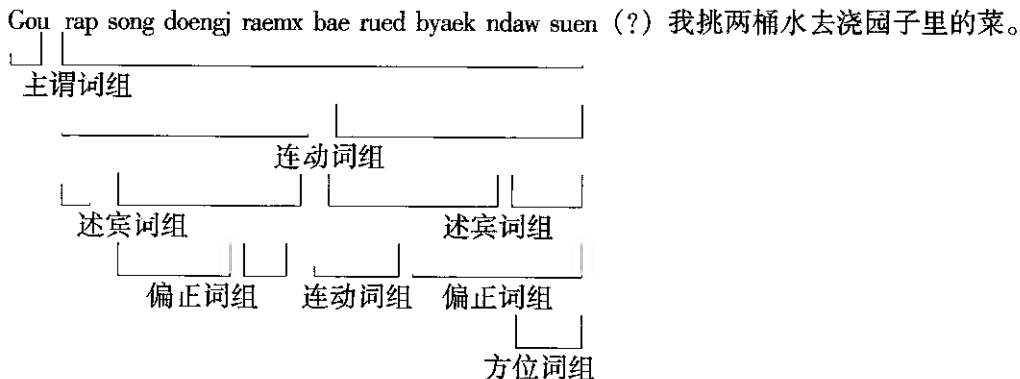 Gou rap song doengj raemx bae rued byaek ndaw suen（?）我挑两桶水去浇园子里的菜。
主谓词组
连动词组
述宾词组 述宾词组
偏正词组 连动词组 偏正词组
方位词组